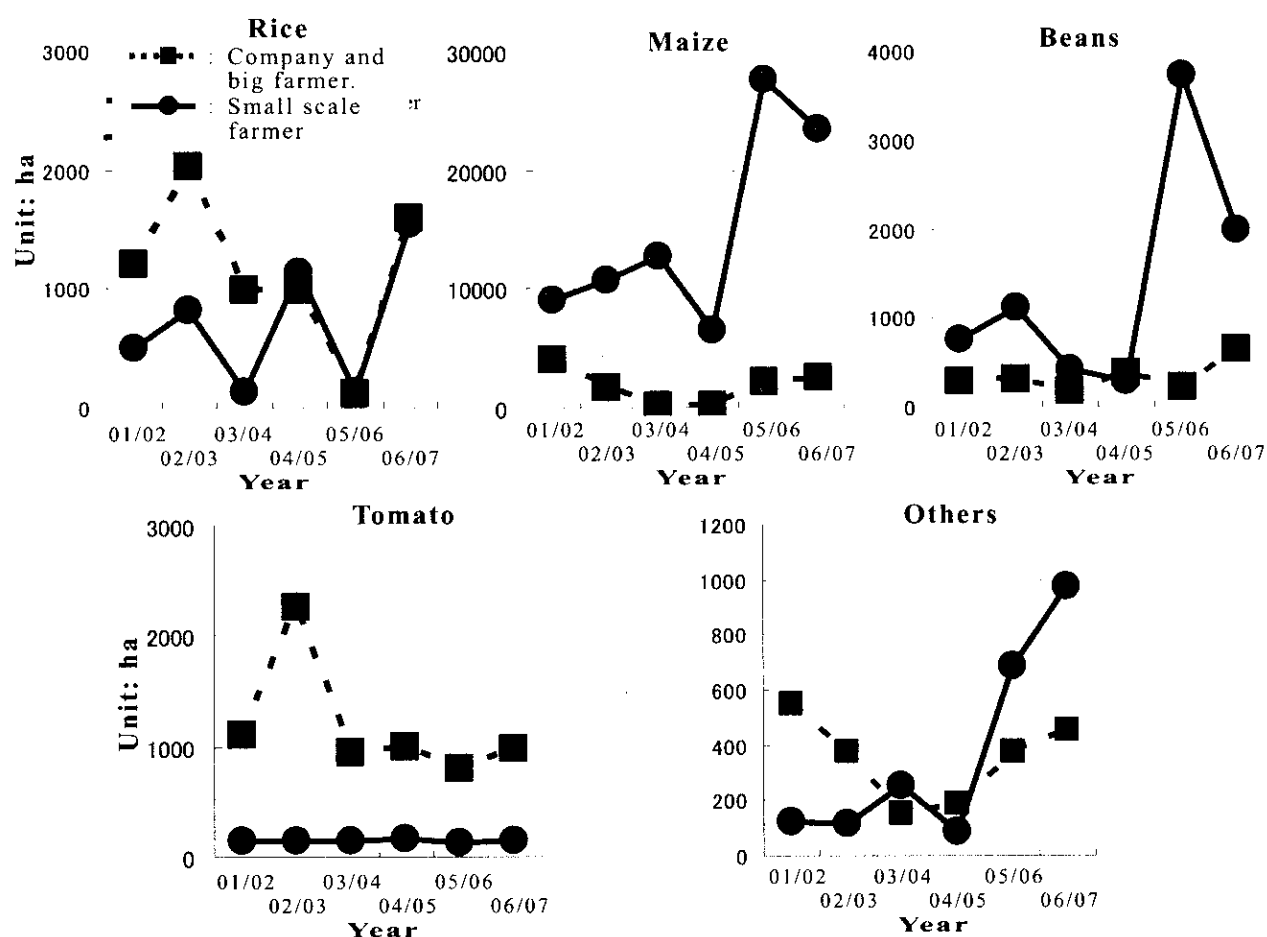 Rice
Maize
Beans
: Company and
big farmer.
: Small scale
farmer
er
Unit: ha
3000
2000
1000
0
01/02 03/04 05/06
02/03 04/05 06/07
Year
30000
20000
10000
0
01/02 03/04 05/06
02/03 04/05 06/07
Year
4000
3000
2000
1000
0
01/02 03/04 05/06
02/03 04/05 06/07
Year
Tomato
Unit: ha
3000
2000
1000
0
01/02 03/04 05/06
02/03 04/05 06/07
Year
Others
1200
1000
800
600
400
200
0
01/02 03/04 05/06
02/03 04/05 06/07
Year